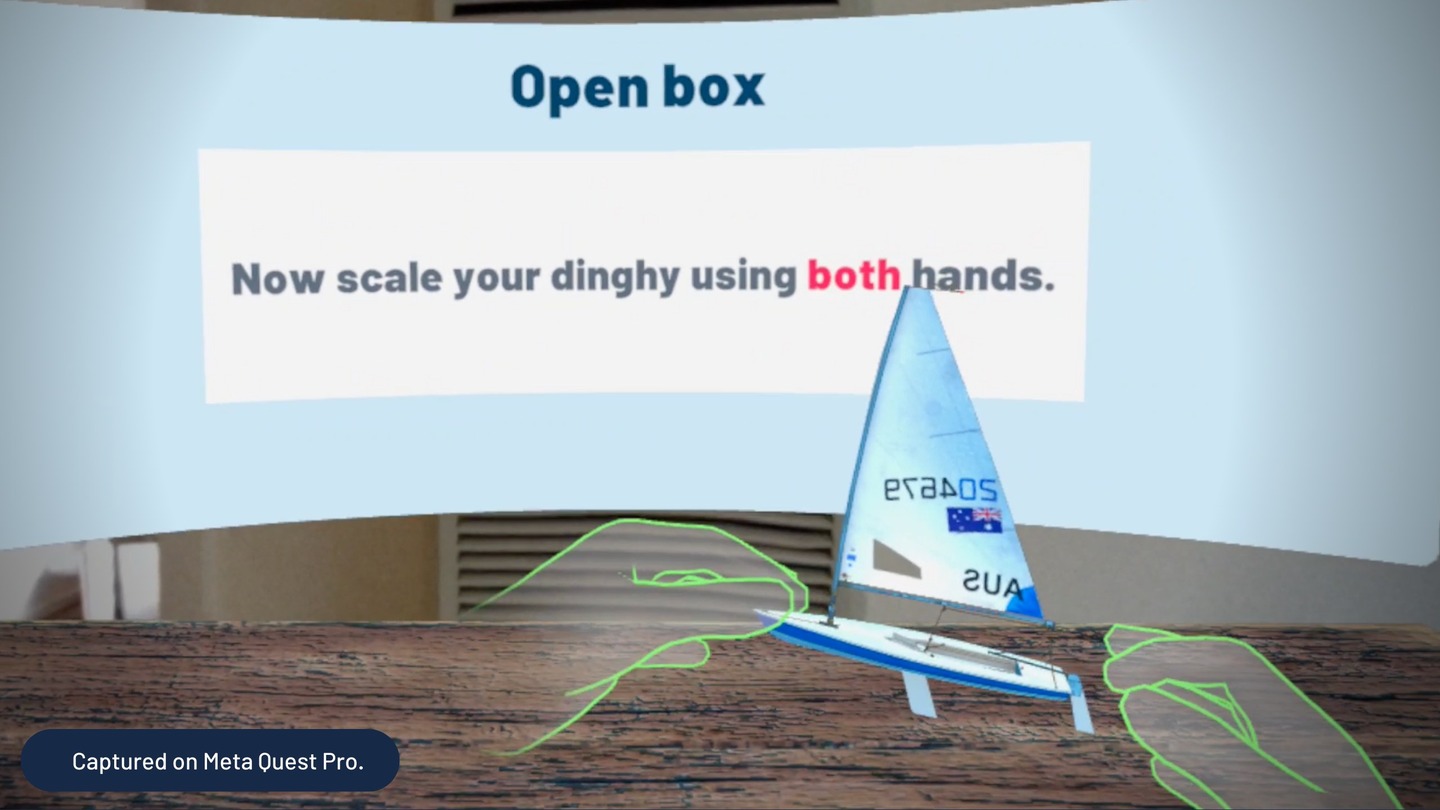 Open box
Now scale your dinghy using both hands.
204679
AUS
Captured on Meta Quest Pro.